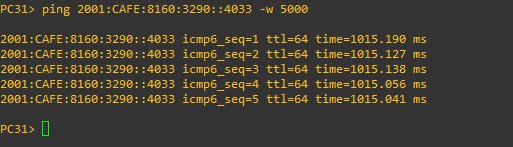 PC31> ping 2001:CAFE:8160:3290::4033 -w 5000
2001:CAFE:8160:3290::4033 icmp6_seq=1 ttl=64 time=1015.190 ms
2001:CAFE:8160:3290::4033 icmp6_seq=2 ttl=64 time=1015.127 ms
2001:CAFE:8160:3290::4033 icmp6_seq=3 ttl=64 time=1015.138 ms
2001:CAFE:8160:3290::4033 icmp6_seq=4 ttl=64 time=1015.056 ms
2001:CAFE:8160:3290::4033 icmp6_seq=5 ttl=64 time=1015.041 ms
PC31>